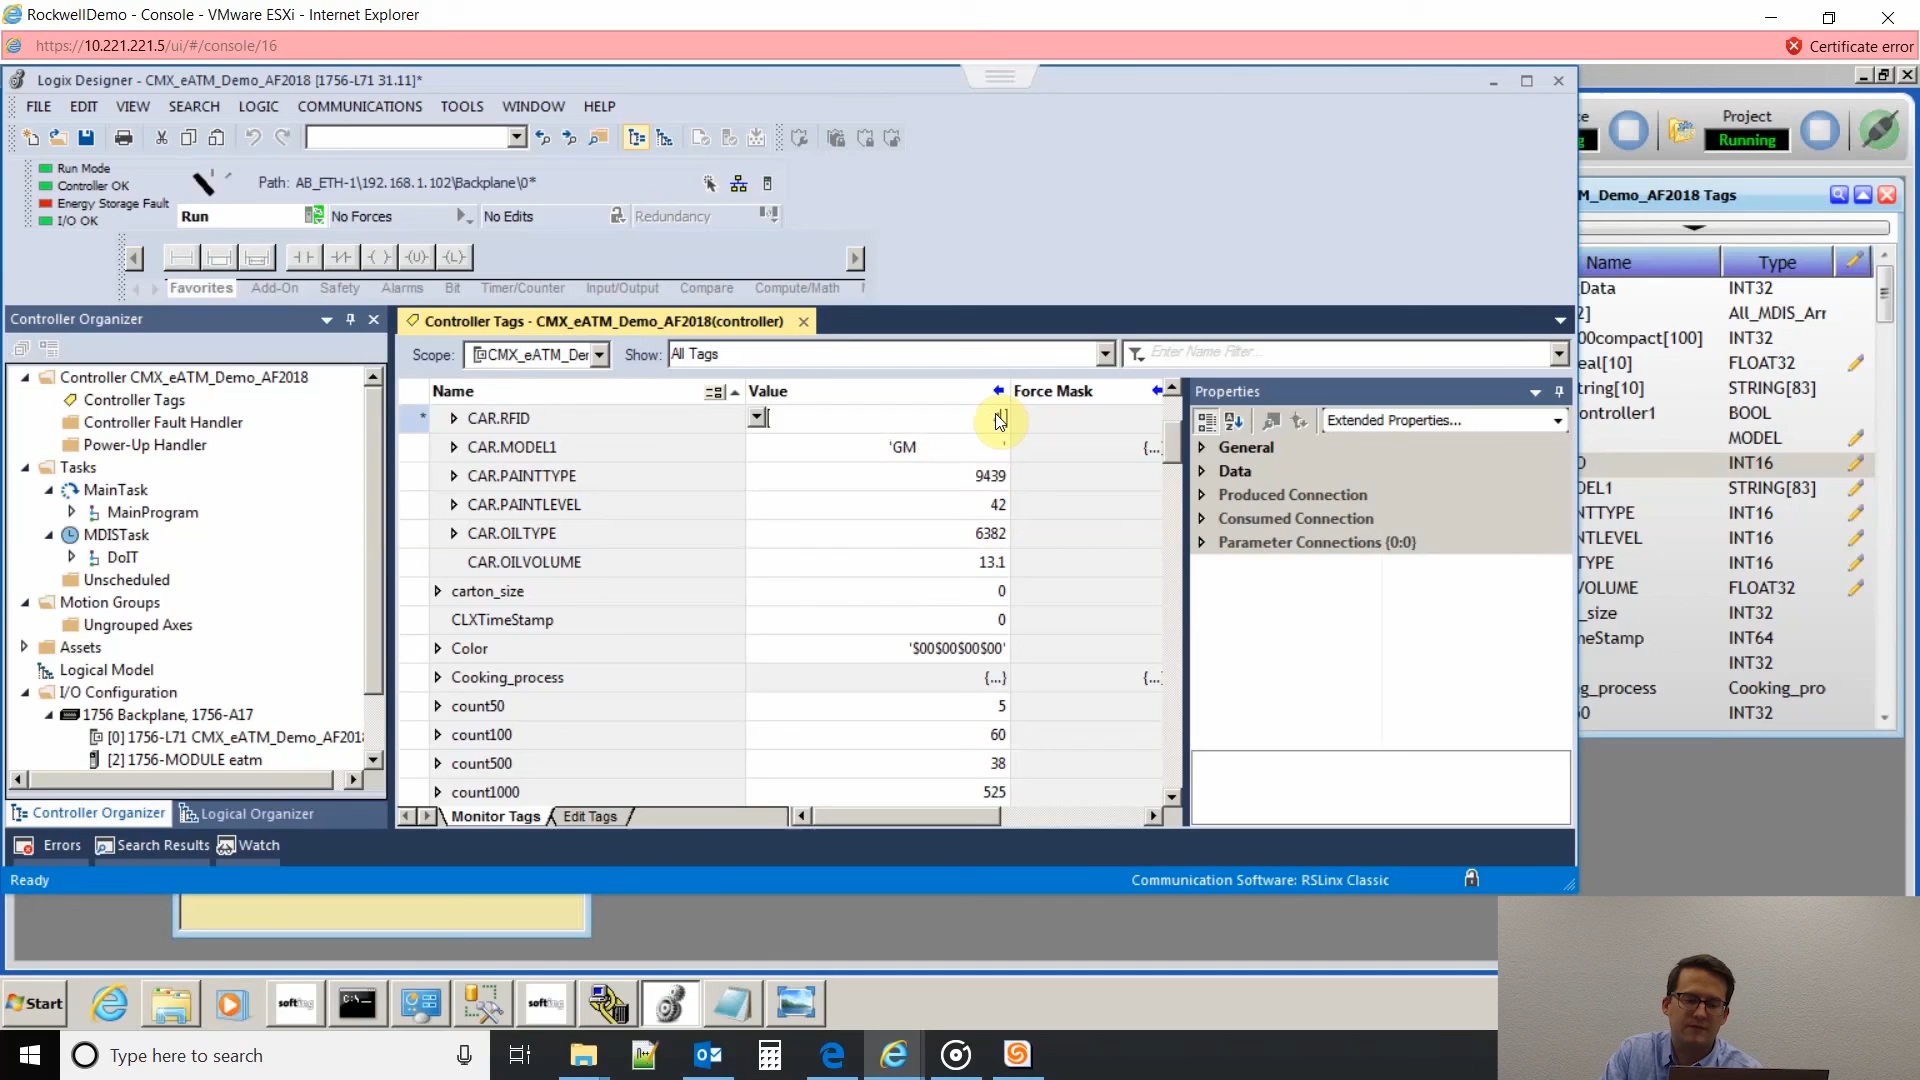 RockwellDemo - Console - VMware ESXi - Internet Explorer
https://10.221.221.5/ui/#/console/16
Certificate error
Logix Designer - CMX_eATM_Demo_AF2018 [1756-L71 31.11]*
FILE EDIT VIEW SEARCH LOGIC COMMUNICATIONS TOOLS WINDOW HELP
Project
Running
Run Mode
Controller OK
Energy Storage Fault
I/O OK
Path: AB_ETH-1\192.168.1.102\Backplane\0*
Run
No Forces
No Edits
Redundancy
Favorites Add-On Safety Alarms Bit Timer/Counter Input/Output Compare Compute/Math
M_Demo_AF2018 Tags
Name Type
Data INT32
2] All_MDIS_Arr
00compact[100] INT32
eal[10] FLOAT32
tring[10] STRING[83]
ontroller1 BOOL
MODEL
D INT16
DEL1 STRING[83]
NTTYPE INT16
NTLEVEL INT16
TYPE INT16
VOLUME FLOAT32
_size INT32
meStamp INT64
INT32
g_process Cooking_pro
INT32
Controller Organizer
Controller CMX_eATM_Demo_AF2018
Controller Tags
Controller Fault Handler
Power-Up Handler
Tasks
MainTask
MainProgram
MDISTask
DoIT
Unscheduled
Motion Groups
Ungrouped Axes
Assets
Logical Model
I/O Configuration
1756 Backplane, 1756-A17
[0] 1756-L71 CMX_eATM_Demo_AF201
[2] 1756-MODULE eatm
Controller Organizer Logical Organizer
Controller Tags - CMX_eATM_Demo_AF2018(controller)
Scope: CMX_eATM_Der Show: All Tags Enter Name Filter...
Name Value Force Mask
CAR.RFID
CAR.MODEL1 'GM ' {...
CAR.PAINTTYPE 9439
CAR.PAINTLEVEL 42
CAR.OILTYPE 6382
CAR.OILVOLUME 13.1
carton_size 0
CLXTimeStamp 0
Color '$00$00$00$00'
Cooking_process {...} {...
count50 5
count100 60
count500 38
count1000 525
Monitor Tags Edit Tags
Properties
Extended Properties...
General
Data
Produced Connection
Consumed Connection
Parameter Connections {0:0}
Errors Search Results Watch
Ready
Communication Software: RSLinx Classic
Start
softing
softing
Type here to search